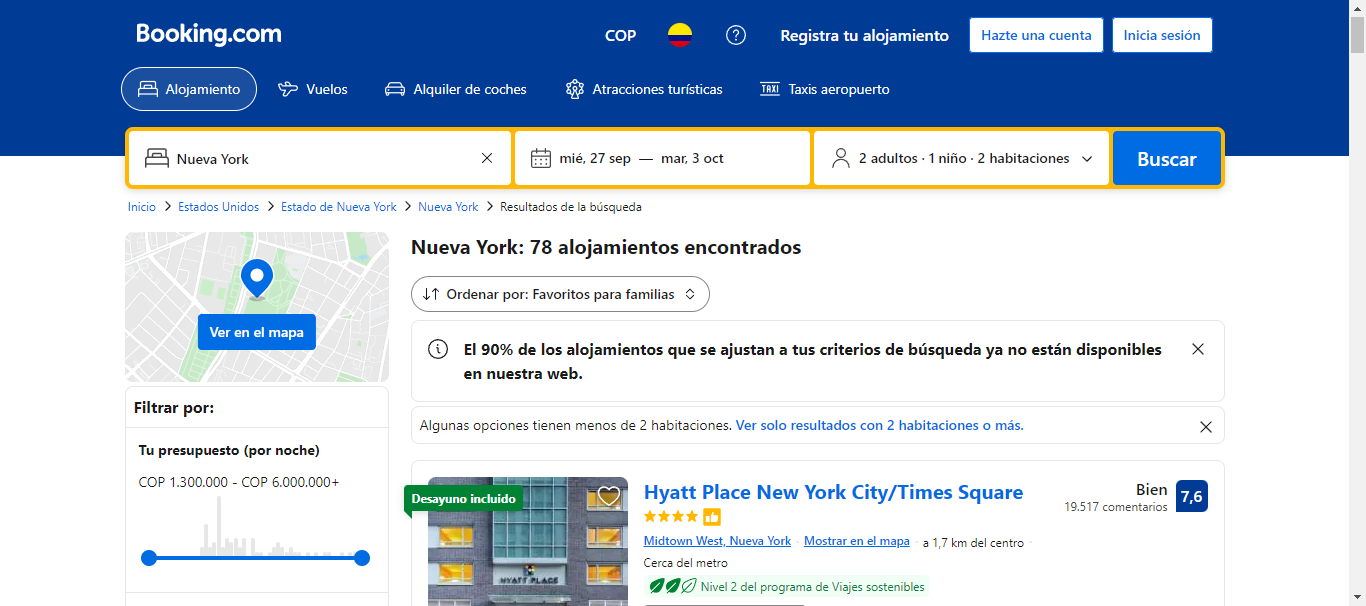 Booking.com
COP
Registra tu alojamiento
Hazte una cuenta
Inicia sesión
Alojamiento
Vuelos
Alquiler de coches
Atracciones turísticas
TAXI
Taxis aeropuerto
Nueva York
mié, 27 sep — mar, 3 oct
2 adultos · 1 niño · 2 habitaciones
Buscar
Inicio > Estados Unidos > Estado de Nueva York > Nueva York > Resultados de la búsqueda
Ver en el mapa
Filtrar por:
Tu presupuesto (por noche)
COP 1.300.000 - COP 6.000.000+
Nueva York: 78 alojamientos encontrados
Ordenar por: Favoritos para familias
El 90% de los alojamientos que se ajustan a tus criterios de búsqueda ya no están disponibles
en nuestra web.
Algunas opciones tienen menos de 2 habitaciones. Ver solo resultados con 2 habitaciones o más.
Desayuno incluido
HYATT PLACE
Hyatt Place New York City/Times Square
Bien
19.517 comentarios
7,6
Midtown West, Nueva York · Mostrar en el mapa · a 1,7 km del centro ·
Cerca del metro
Nivel 2 del programa de Viajes sostenibles